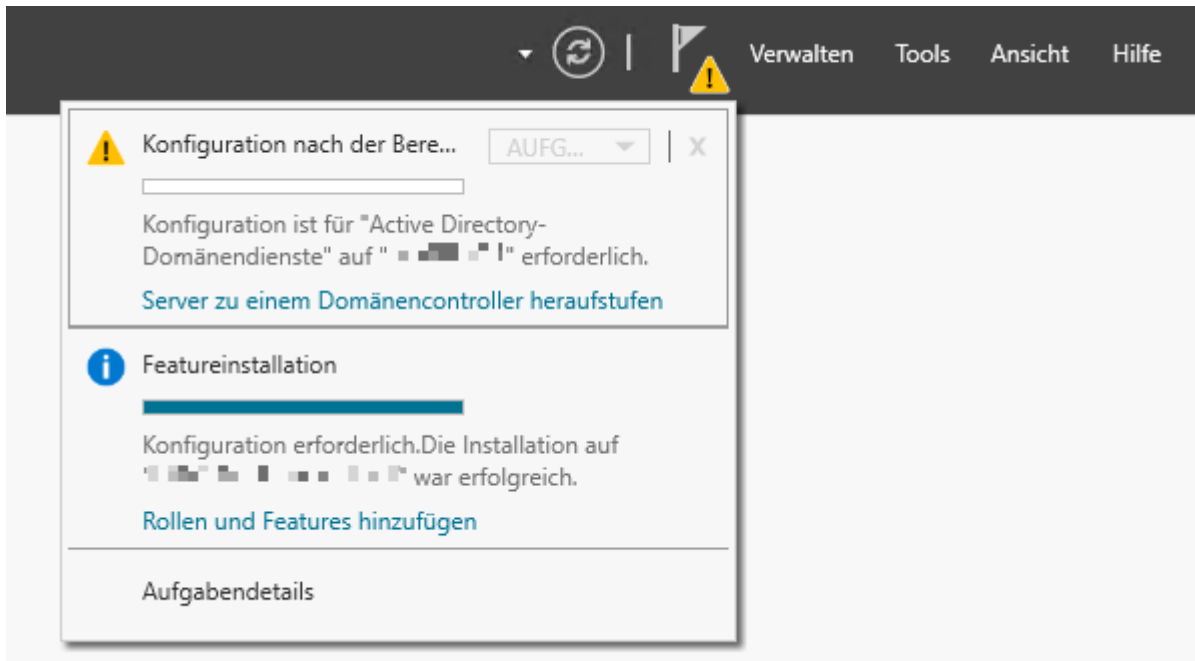 Verwalten Tools Ansicht Hilfe
Konfiguration nach der Bere... AUFG... X
Konfiguration ist für "Active Directory-
Domänendienste" auf " " erforderlich.
Server zu einem Domänencontroller heraufstufen
Featureinstallation
Konfiguration erforderlich.Die Installation auf
" " war erfolgreich.
Rollen und Features hinzufügen
Aufgabendetails